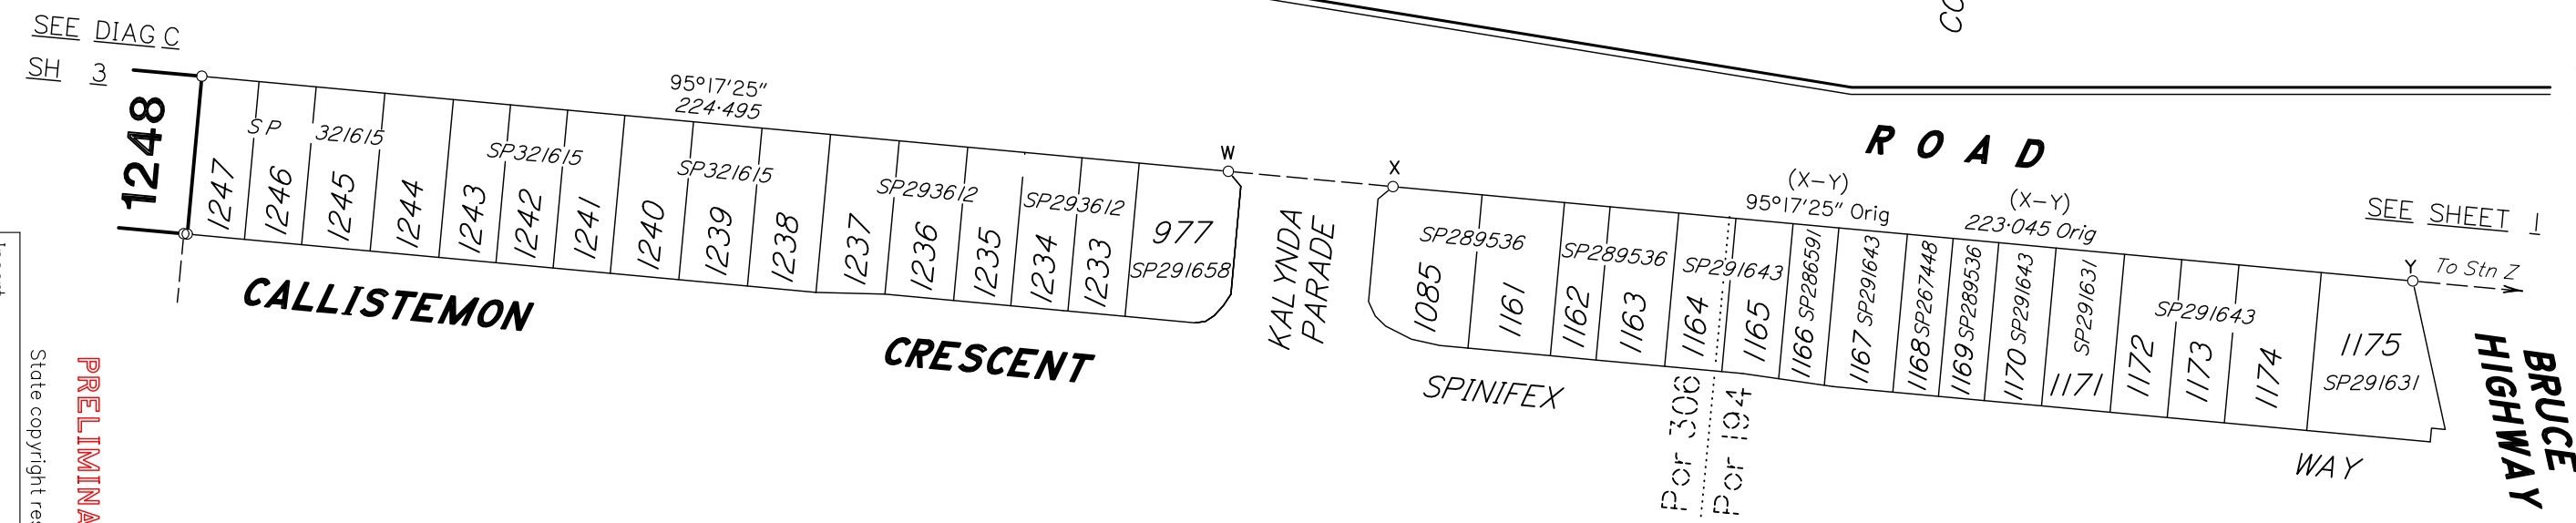 SEE DIAG C
SH 3
1248
95°17'25"
224·495
SP 321615
SP321615
SP321615
SP293612
SP293612
1247
1246
1245
1244
1243
1242
1241
1240
1239
1238
1237
1236
1235
1234
1233
977
SP291658
W
X
KALYNDA
PARADE
CALLISTEMON
CRESCENT
ROAD
(X-Y)
95°17'25" Orig
(X-Y)
223·045 Orig
SEE SHEET 1
Y
To Stn Z
SP289536
SP289536
SP291643
1085
1161
1162
1163
1164
1165
1166 SP286591
1167 SP291643
1168 SP267448
1169 SP289536
1170 SP291643
1171 SP291631
SP291643
1172
1173
1174
1175
SP291631
SPINIFEX
WAY
Por 306
Por 194
BRUCE
HIGHWAY
PRELIMINA
State copyright res